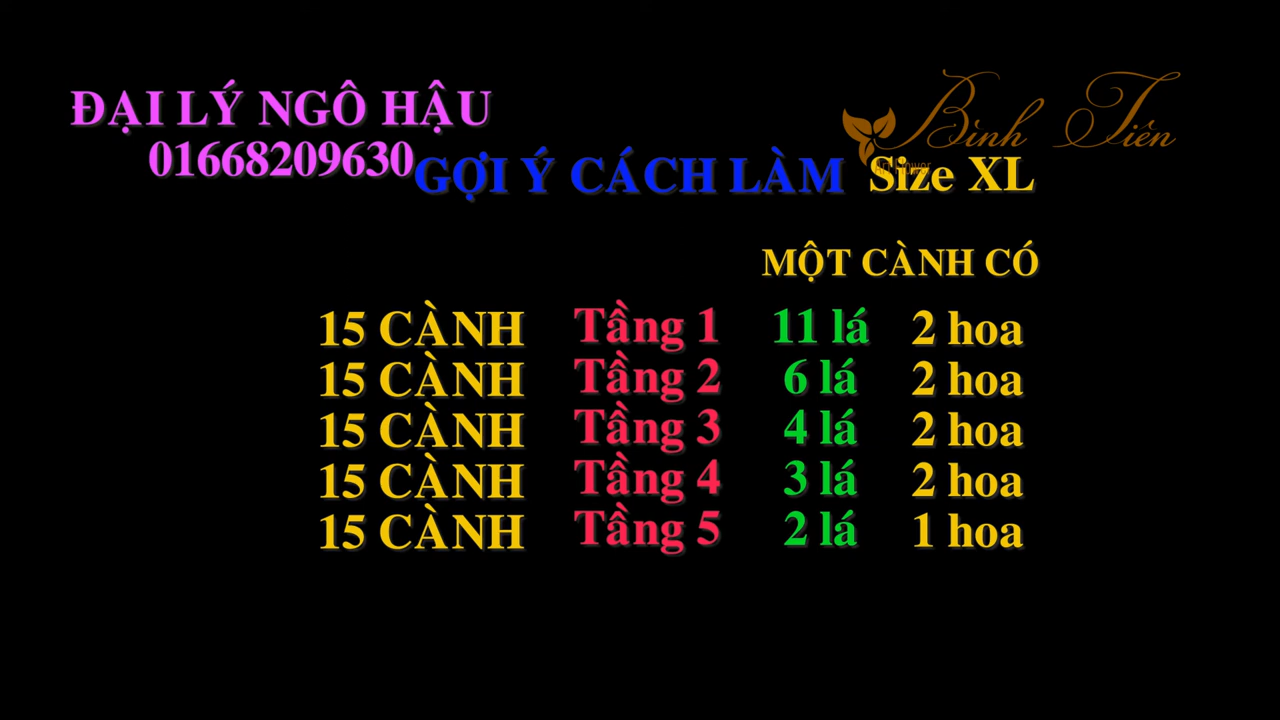 ĐẠI LÝ NGÔ HẬU
01668209630
Bình Tiên
Art Flower
GỢI Ý CÁCH LÀM Size XL
MỘT CÀNH CÓ
15 CÀNH Tầng 1 11 lá 2 hoa
15 CÀNH Tầng 2 6 lá 2 hoa
15 CÀNH Tầng 3 4 lá 2 hoa
15 CÀNH Tầng 4 3 lá 2 hoa
15 CÀNH Tầng 5 2 lá 1 hoa